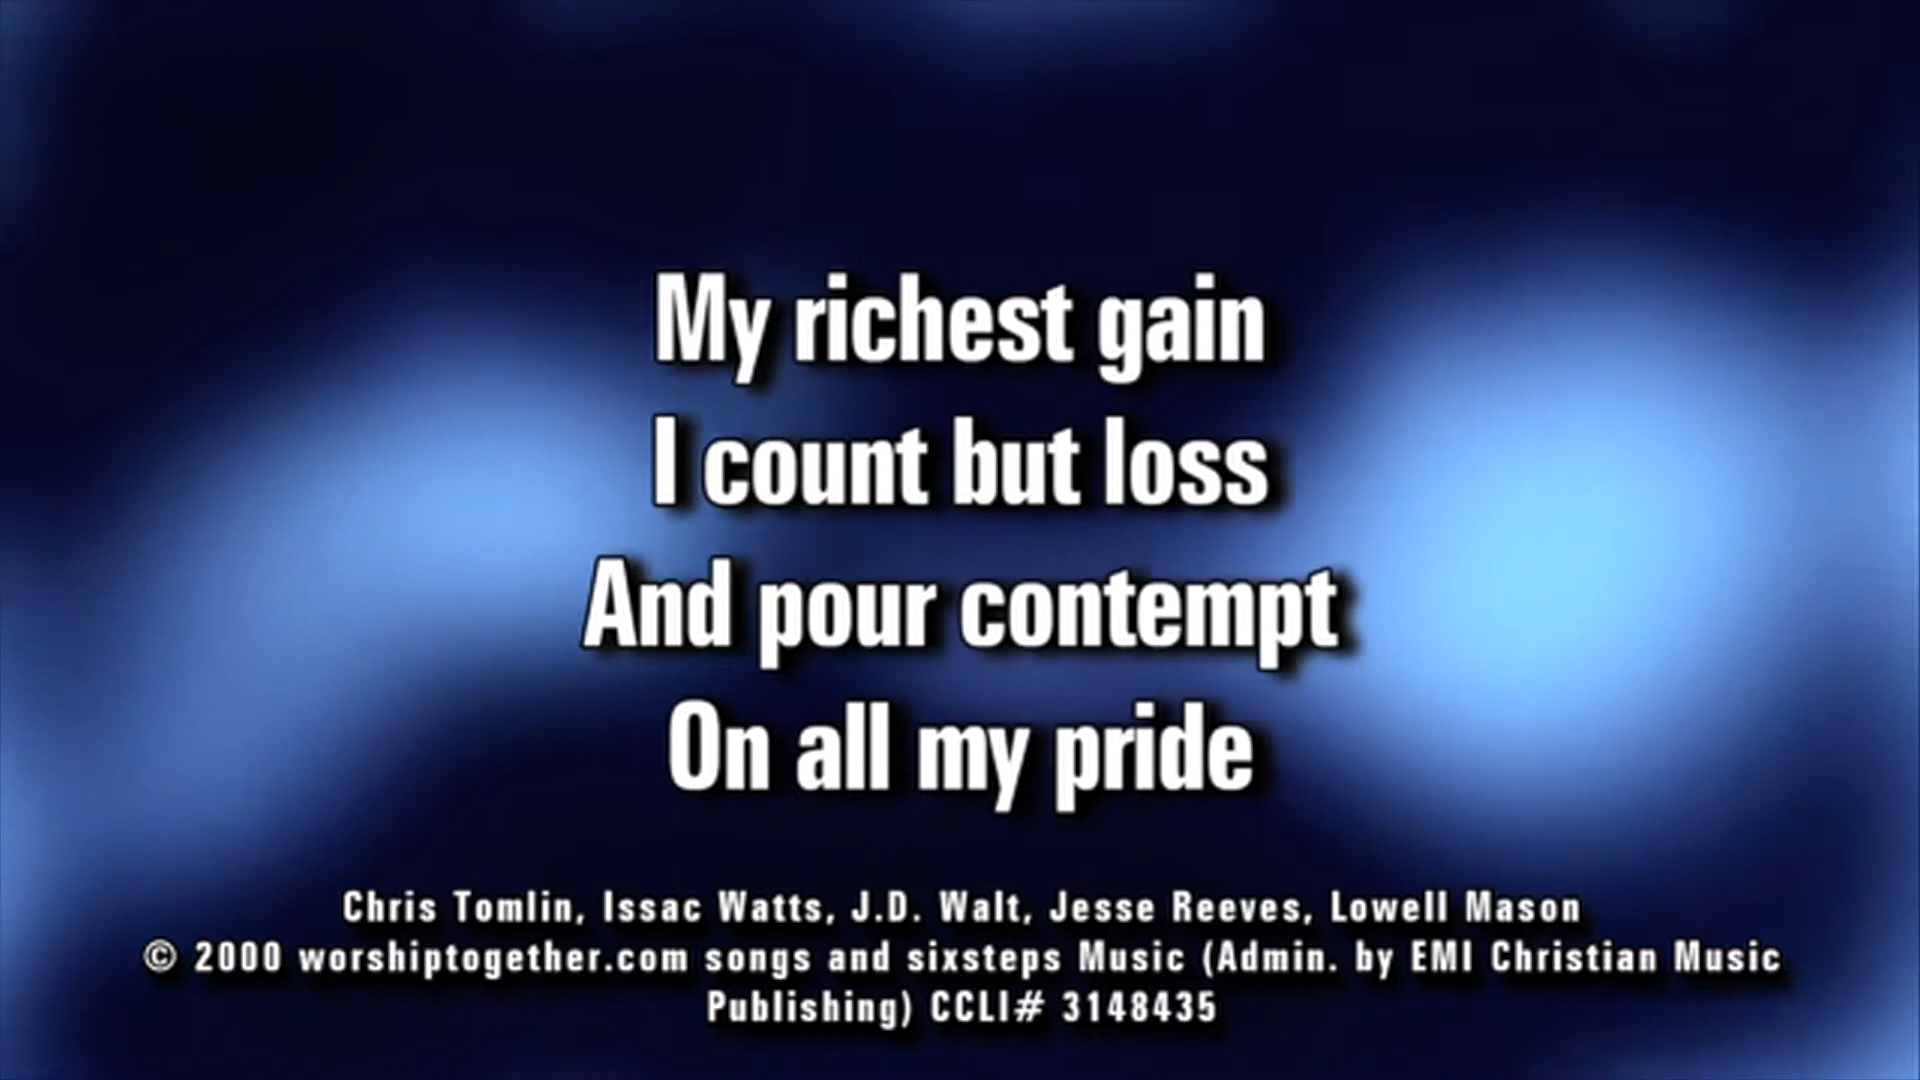 My richest gain
I count but loss
And pour contempt
On all my pride
Chris Tomlin, Issac Watts, J.D. Walt, Jesse Reeves, Lowell Mason
© 2000 worshiptogether.com songs and sixsteps Music (Admin. by EMI Christian Music
Publishing) CCLI# 3148435